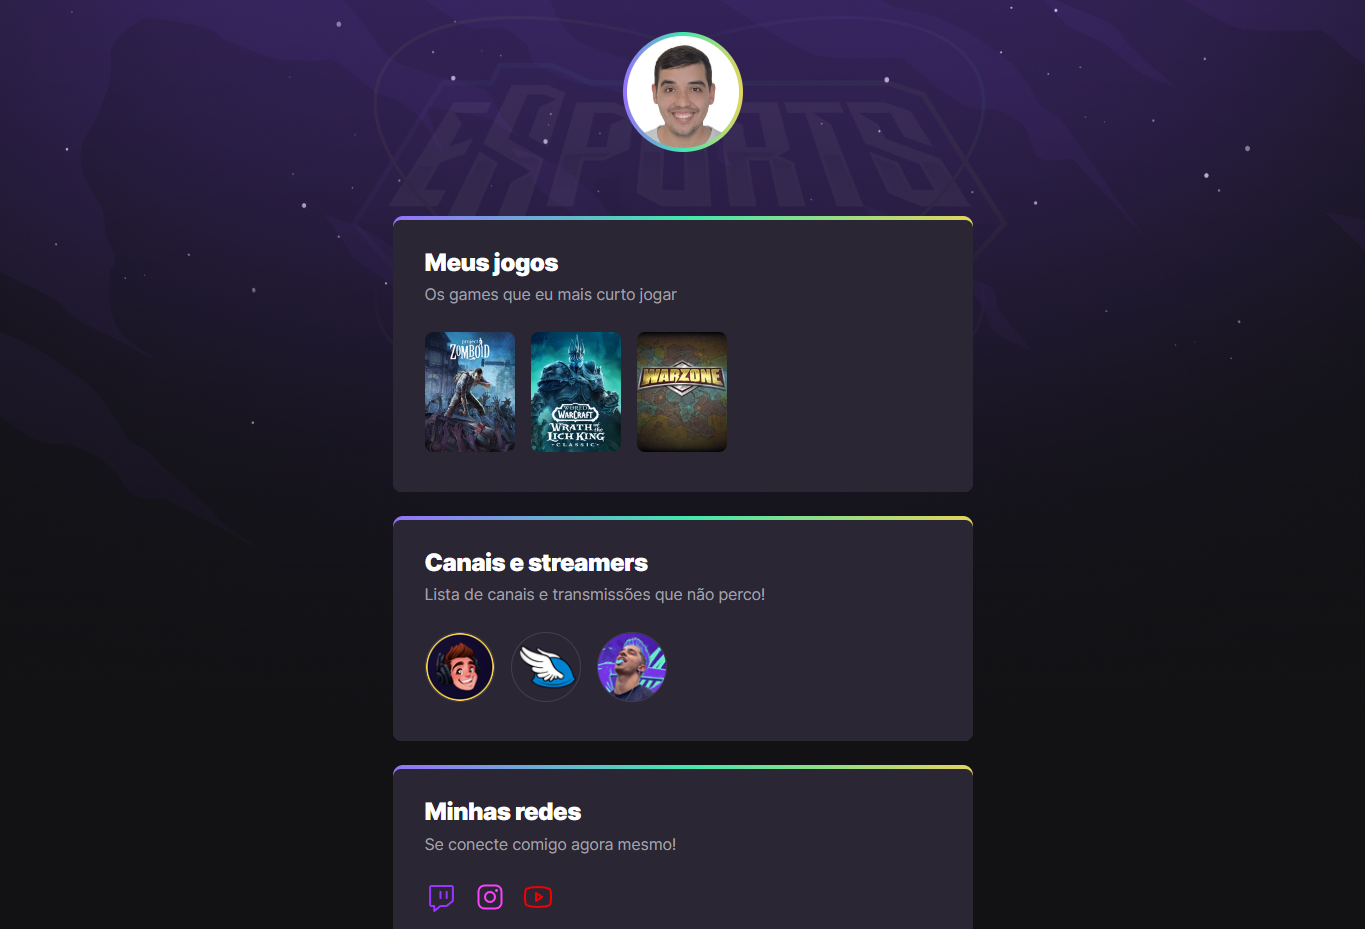 ESPORTS
Meus jogos
Os games que eu mais curto jogar
project
ZOMBOID
WORLD
WARCRAFT
WRATH of the
LICH KING
CLASSIC
WARZONE
Canais e streamers
Lista de canais e transmissões que não perco!
Minhas redes
Se conecte comigo agora mesmo!